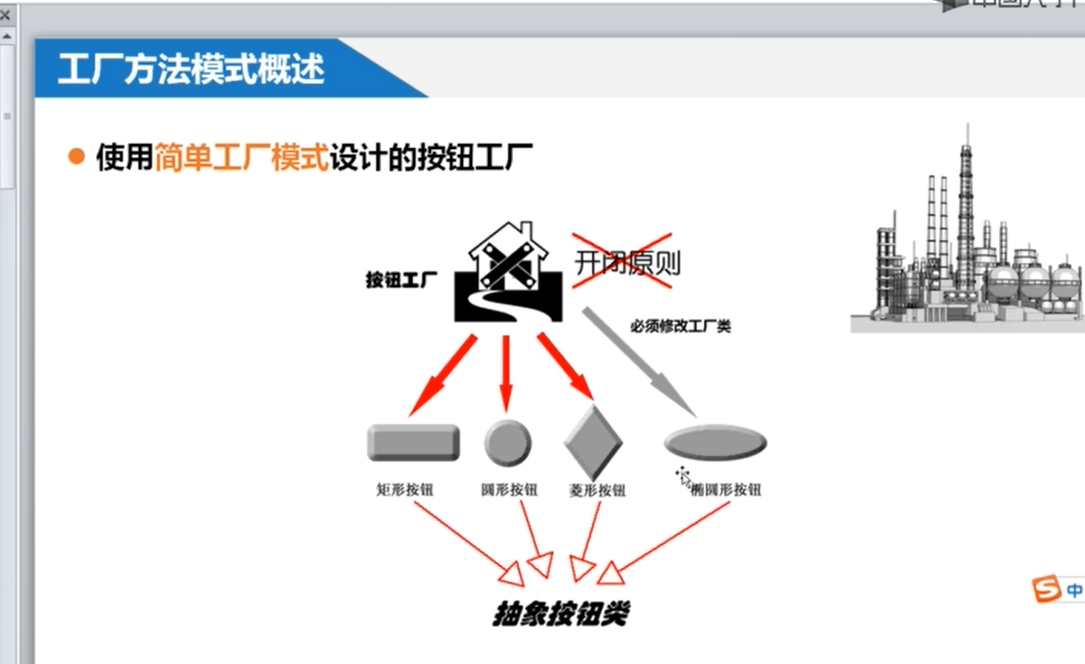 工厂方法模式概述
使用简单工厂模式设计的按钮工厂
开闭原则
按钮工厂
必须修改工厂类
矩形按钮
圆形按钮
菱形按钮
椭圆形按钮
抽象按钮类
中